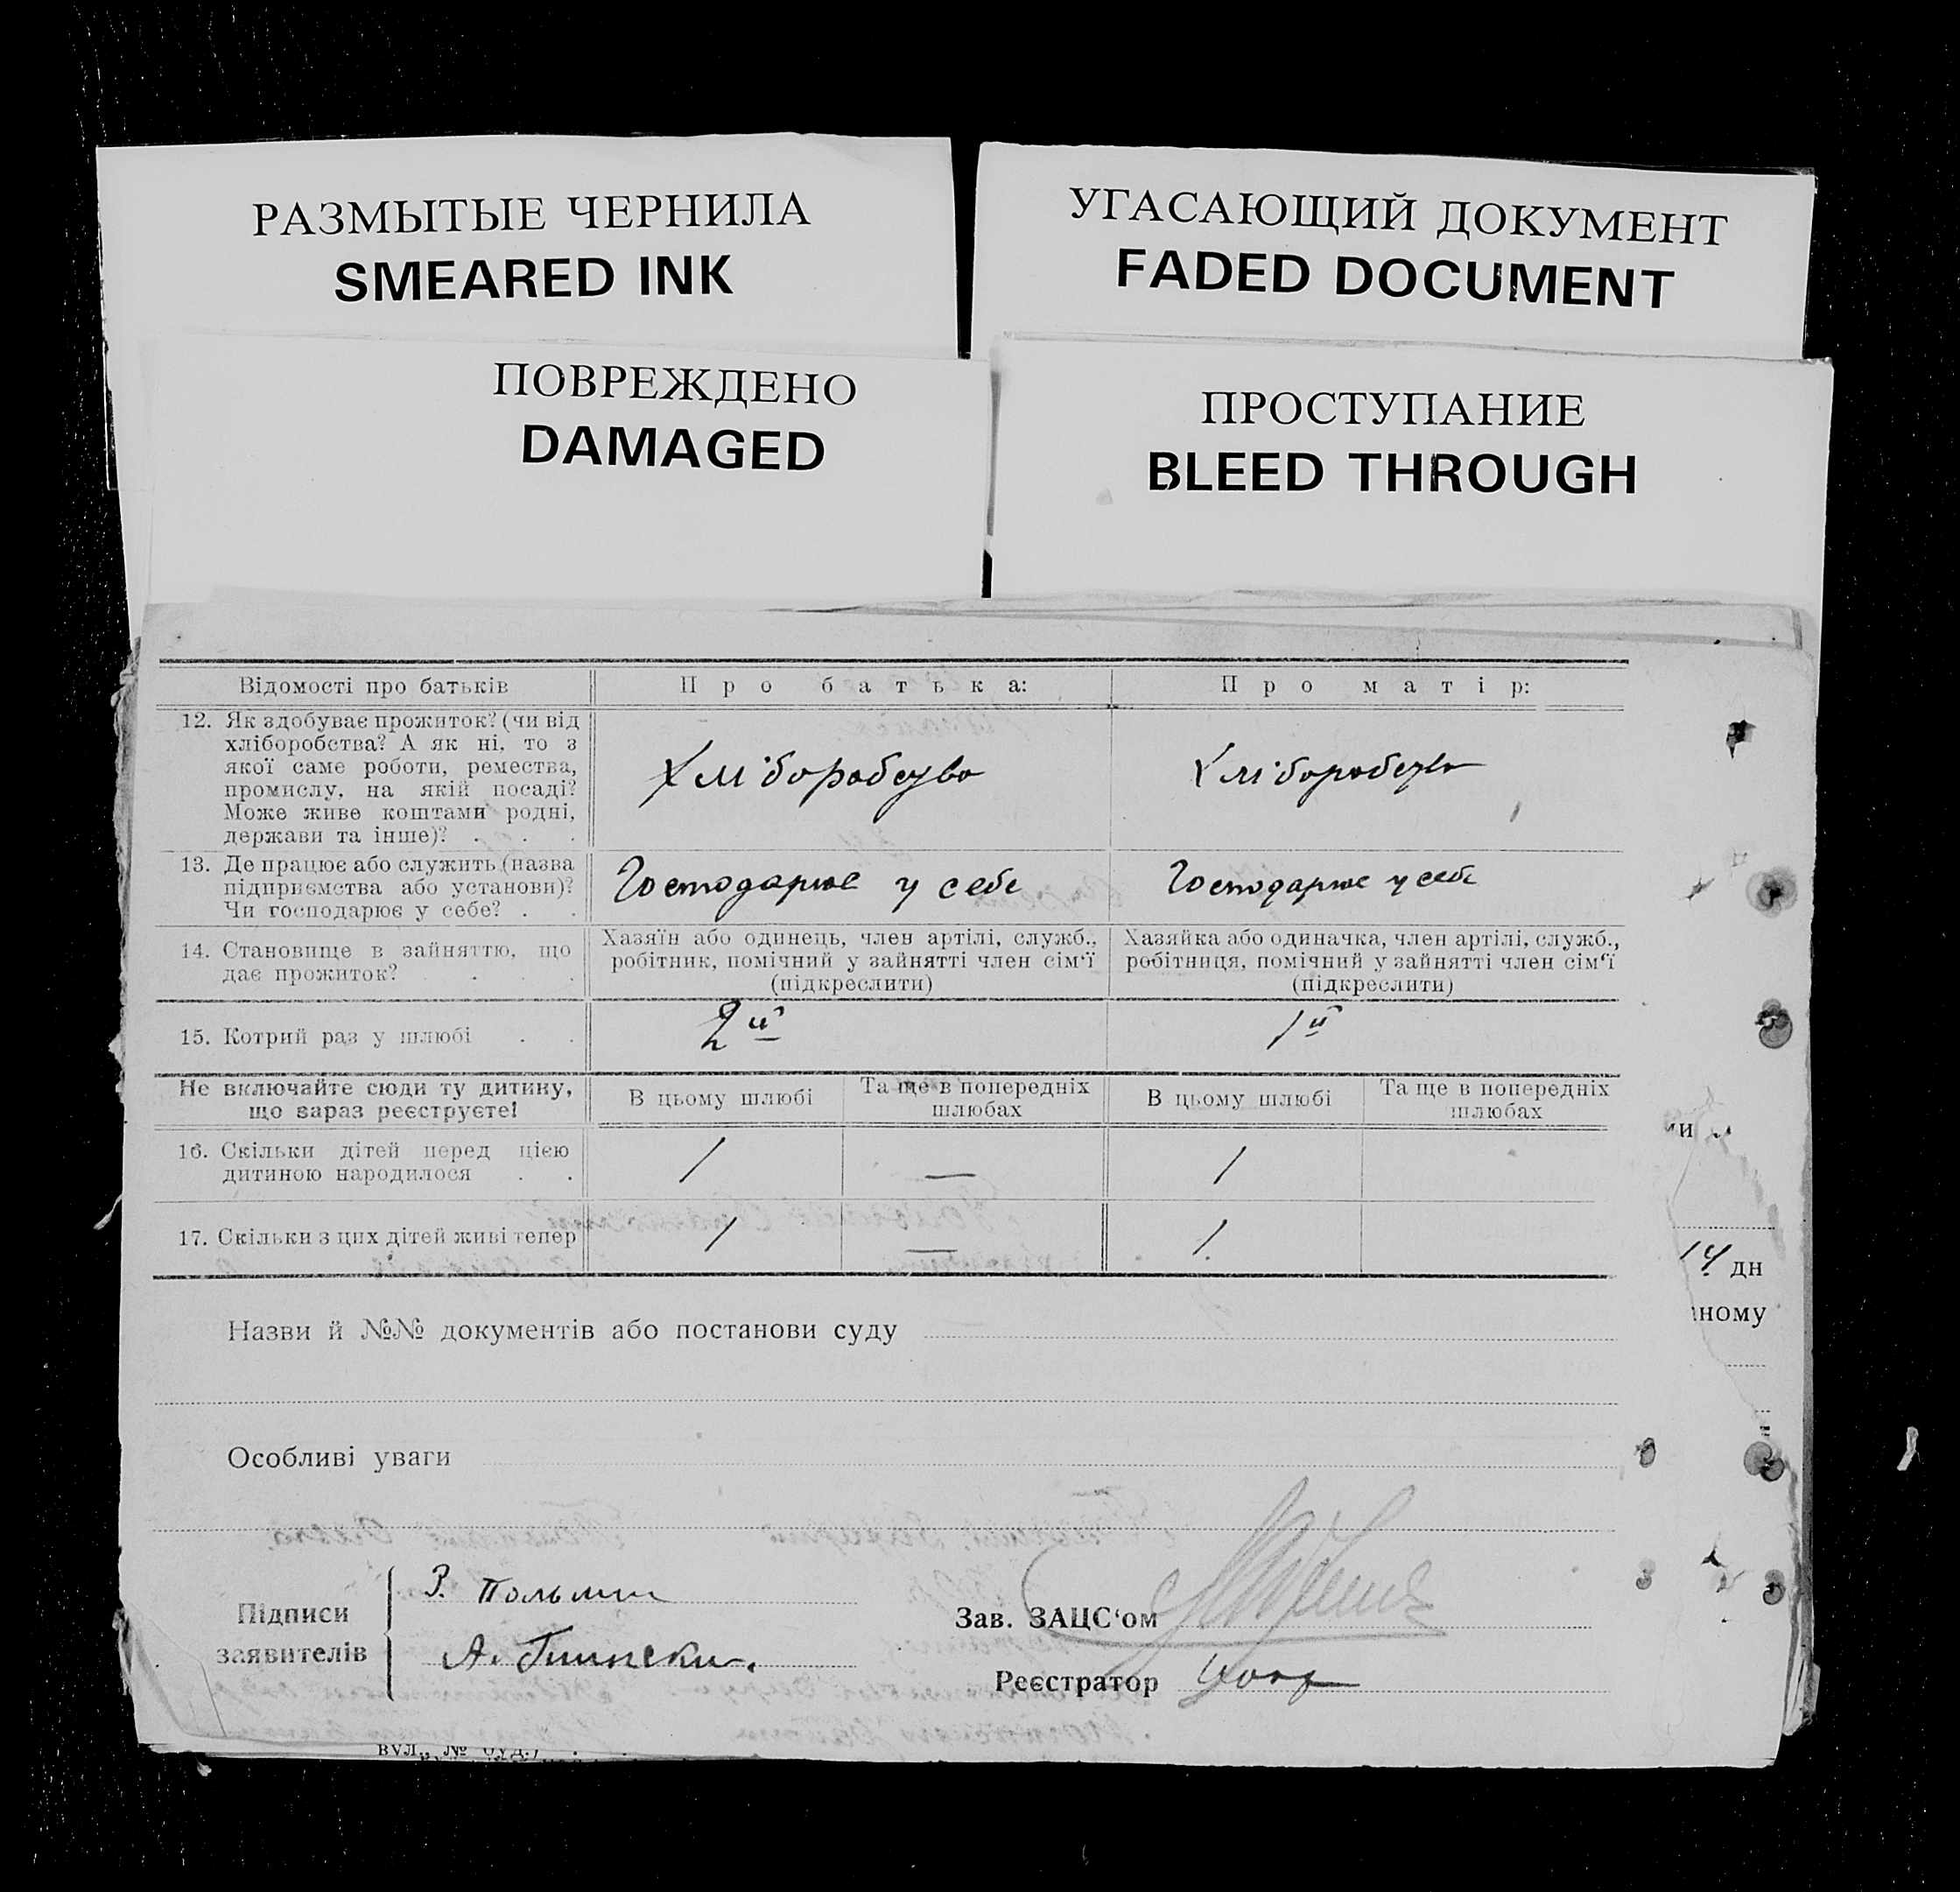 РАЗМЫТЫЕ ЧЕРНИЛА
SMEARED INK
УГАСАЮЩИЙ ДОКУМЕНТ
FADED DOCUMENT
ПОВРЕЖДЕНО
DAMAGED
ПРОСТУПАНИЕ
BLEED THROUGH
Відомості про батьків
Про батька:
Про матір:
12. Як здобуває прожиток? (чи від
хліборобства? А як ні, то з
якої саме роботи, ремества,
промислу, на якій посаді?
Може живе коштами родні,
держави та інше)? . . .
Хліборобство
Хліборобство
13. Де працює або служить (назва
підприємства або установи)?
Чи господарює у себе? . .
Господарює у себе
Господарює у себе
14. Становище в зайняттю, що
дає прожиток? . . .
Хазяїн або одинець, член артілі, служб.,
робітник, помічний у зайнятті член сім'ї
(підкреслити)
Хазяйка або одиначка, член артілі, служб.,
робітниця, помічний у зайнятті член сім'ї
(підкреслити)
15. Котрий раз у шлюбі . .
2й
1й
Не включайте сюди ту дитину,
що зараз реєструєте!
В цьому шлюбі
Та ще в попередніх
шлюбах
В цьому шлюбі
Та ще в попередніх
шлюбах
16. Скільки дітей перед цією
дитиною народилося . .
1
—
1
17. Скільки з цих дітей живі тепер
1
—
1.
14 дн
ному
Назви й №№ документів або постанови суду
Особливі уваги
Підписи
заявителів
Зав. ЗАЦС'ом
Реєстратор
вул., № буд.)